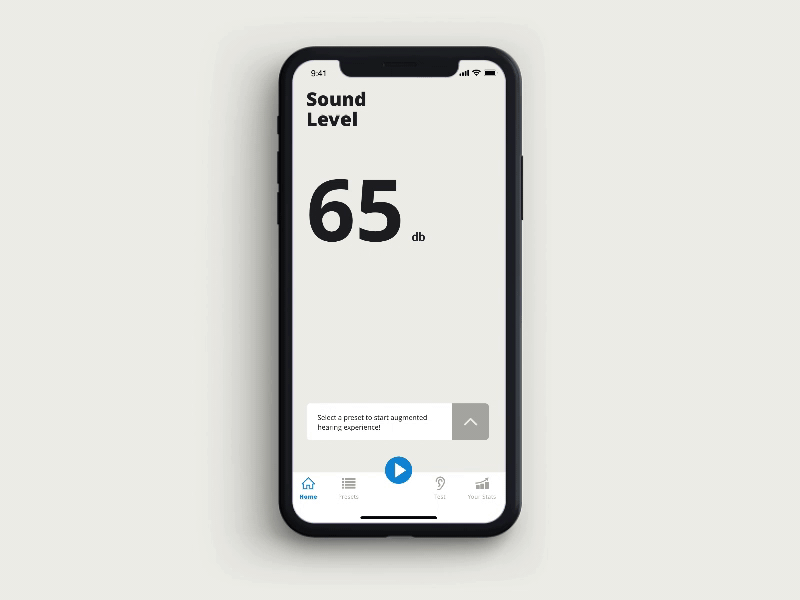 9:41
Sound
Level
65 db
Select a preset to start augmented
hearing experience!
Home Presets Test Your Stats